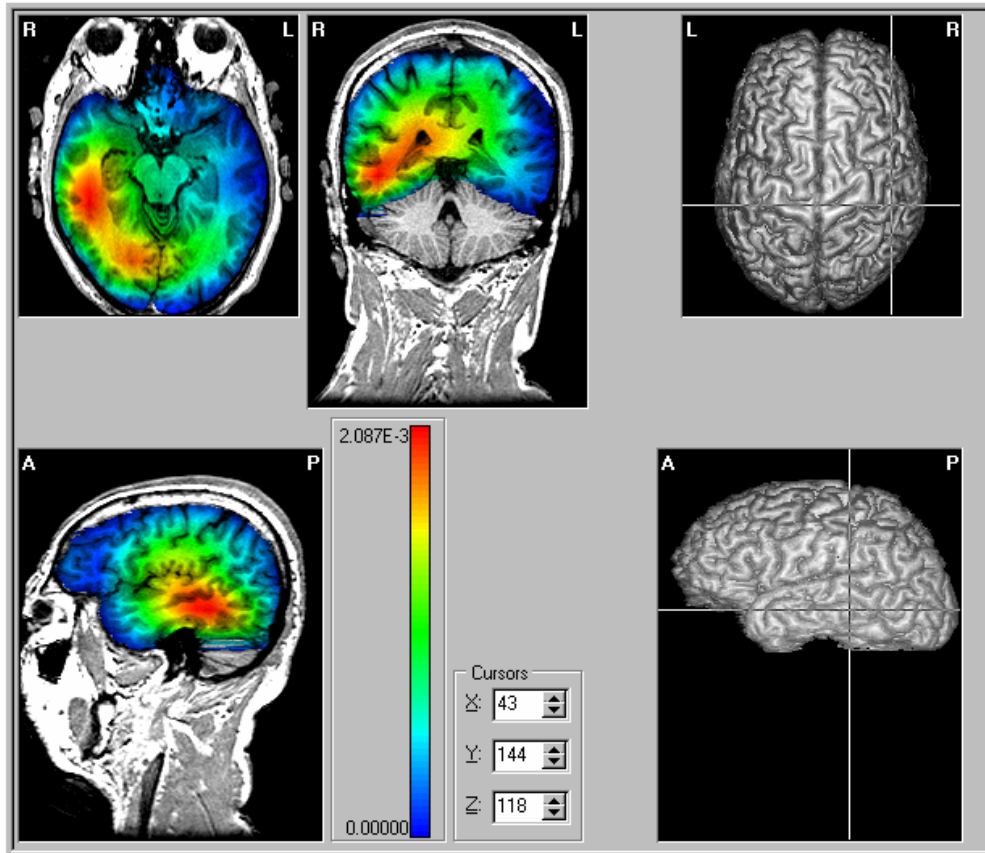 R L
R L
L R
A P
2.087E-3
0.00000
Cursors
X: 43
Y: 144
Z: 118
A P